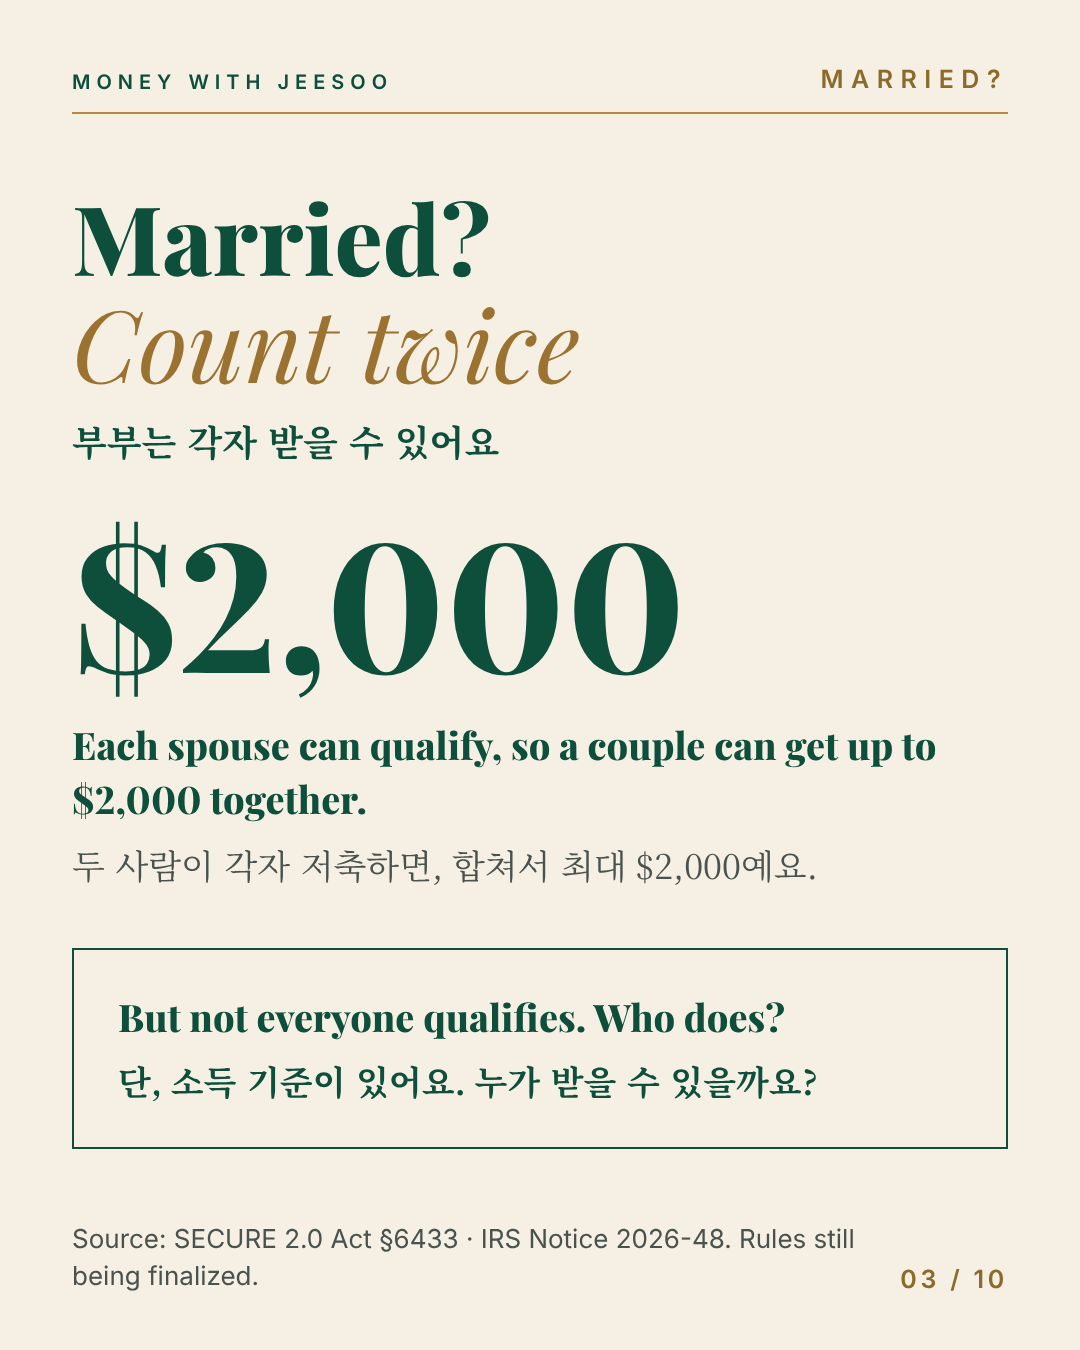 MONEY WITH JEESOO
MARRIED?
Married?
Count twice
부부는 각자 받을 수 있어요
$2,000
Each spouse can qualify, so a couple can get up to
$2,000 together.
두 사람이 각자 저축하면, 합쳐서 최대 $2,000예요.
But not everyone qualifies. Who does?
단, 소득 기준이 있어요. 누가 받을 수 있을까요?
Source: SECURE 2.0 Act §6433 · IRS Notice 2026-48. Rules still
being finalized.
03 / 10